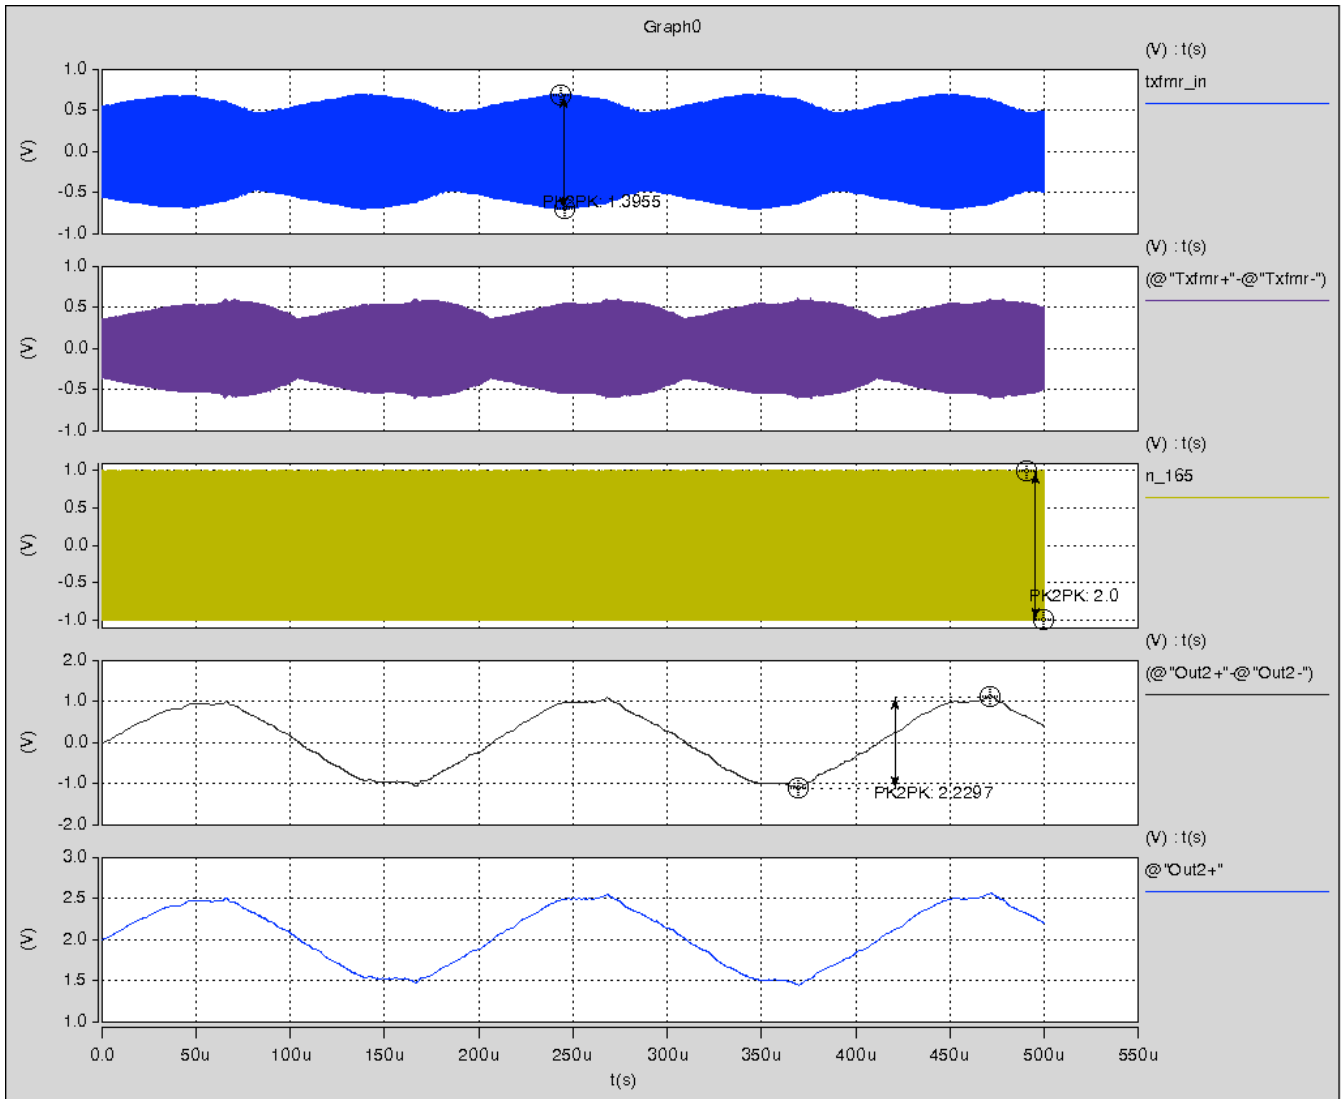 Graph0
(V) : t(s)
txfmr_in
1.0
0.5
0.0
-0.5
-1.0
(V)
PK2PK: 1.3955
(V) : t(s)
(@"Txfmr+"-@"Txfmr-")
1.0
0.5
0.0
-0.5
-1.0
(V)
(V) : t(s)
n_165
1.0
0.5
0.0
-0.5
-1.0
(V)
PK2PK: 2.0
(V) : t(s)
(@"Out2+"-@"Out2-")
2.0
1.0
0.0
-1.0
-2.0
(V)
PK2PK: 2.2297
(V) : t(s)
@"Out2+"
3.0
2.5
2.0
1.5
1.0
(V)
0.0 50u 100u 150u 200u 250u 300u 350u 400u 450u 500u 550u
t(s)